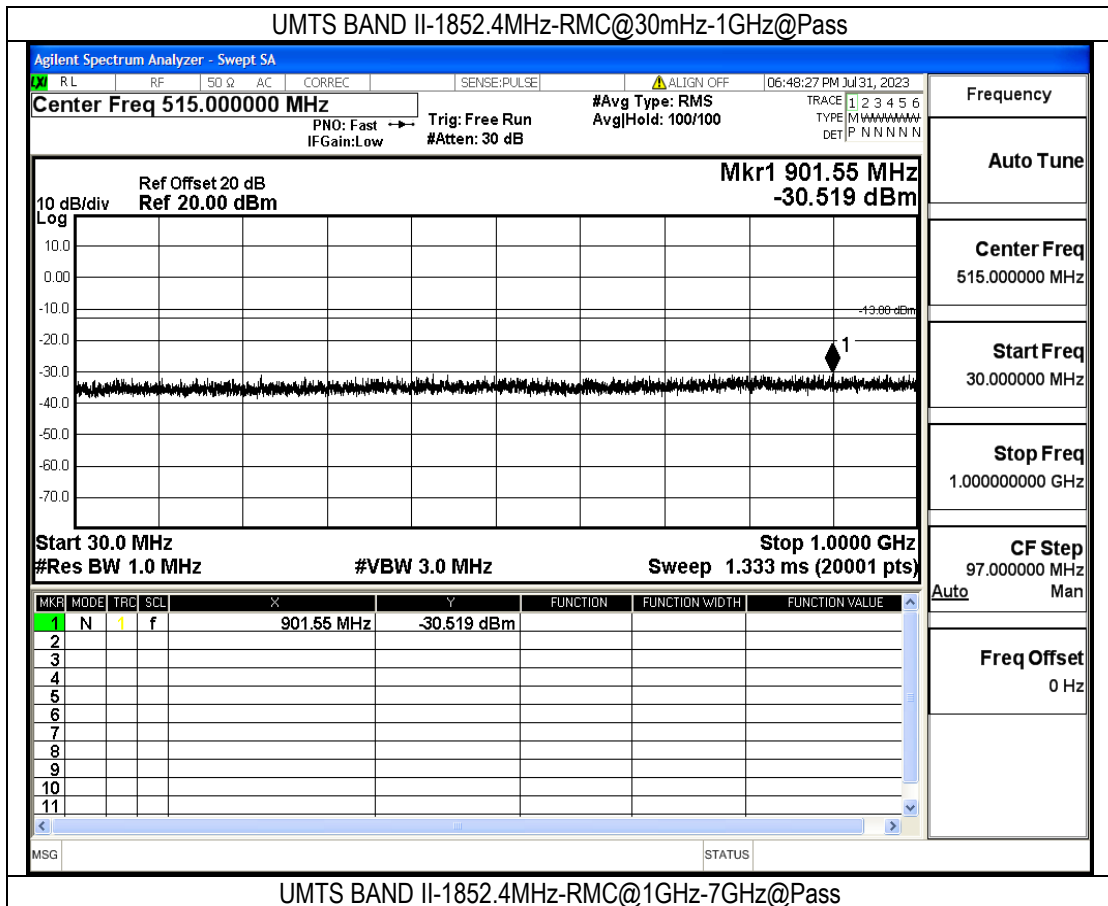 UMTS BAND II-1852.4MHz-RMC@30mHz-1GHz@Pass
Agilent Spectrum Analyzer - Swept SA
LXI RL RF 50 Ω AC CORREC SENSE:PULSE ALIGN OFF 06:48:27 PM Jul 31, 2023
Center Freq 515.000000 MHz
PNO: Fast
IFGain:Low
Trig: Free Run
#Atten: 30 dB
#Avg Type: RMS
Avg|Hold: 100/100
TRACE 1 2 3 4 5 6
TYPE M WWWWW
DET P N N N N N
Frequency
Auto Tune
Center Freq
515.000000 MHz
Start Freq
30.000000 MHz
Stop Freq
1.000000000 GHz
CF Step
97.000000 MHz
Auto Man
Freq Offset
0 Hz
Mkr1 901.55 MHz
-30.519 dBm
Ref Offset 20 dB
10 dB/div Ref 20.00 dBm
Log
10.0
0.00
-10.0
-13.00 dBm
-20.0
1
-30.0
-40.0
-50.0
-60.0
-70.0
Start 30.0 MHz Stop 1.0000 GHz
#Res BW 1.0 MHz #VBW 3.0 MHz Sweep 1.333 ms (20001 pts)
MKR MODE TRC SCL X Y FUNCTION FUNCTION WIDTH FUNCTION VALUE
1 N 1 f 901.55 MHz -30.519 dBm
2
3
4
5
6
7
8
9
10
11
MSG STATUS
UMTS BAND II-1852.4MHz-RMC@1GHz-7GHz@Pass